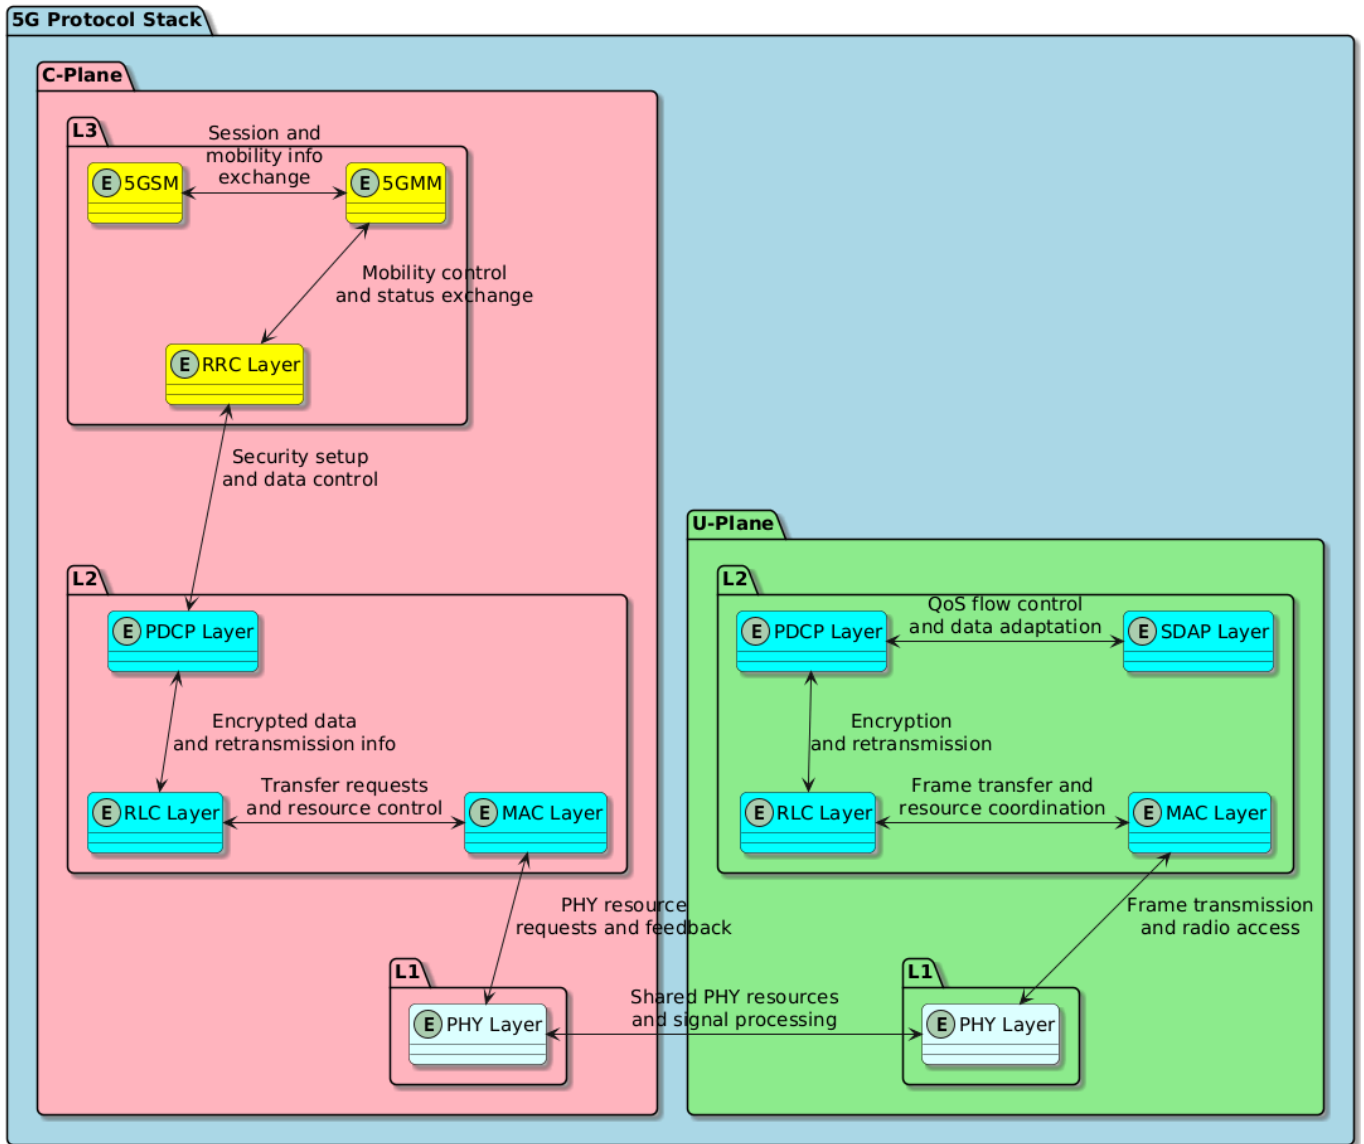 5G Protocol Stack
C-Plane
L3
Session and
mobility info
exchange
E 5GSM
E 5GMM
Mobility control
and status exchange
E RRC Layer
Security setup
and data control
L2
E PDCP Layer
Encrypted data
and retransmission info
Transfer requests
and resource control
E RLC Layer
E MAC Layer
PHY resource
requests and feedback
L1
E PHY Layer
Shared PHY resources
and signal processing
U-Plane
L2
QoS flow control
and data adaptation
E PDCP Layer
E SDAP Layer
Encryption
and retransmission
Frame transfer and
resource coordination
E RLC Layer
E MAC Layer
Frame transmission
and radio access
L1
E PHY Layer